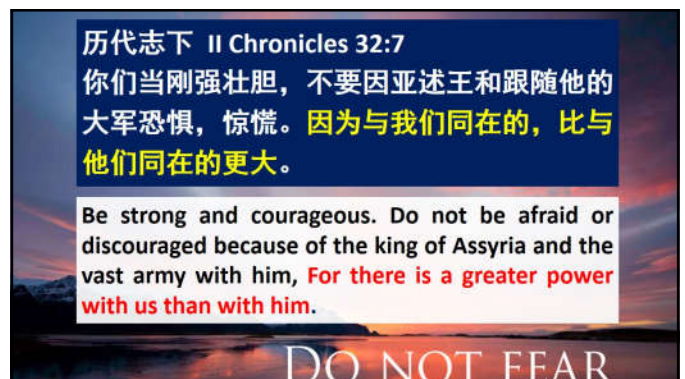 历代志下 II Chronicles 32:7
你们当刚强壮胆，不要因亚述王和跟随他的
大军恐惧，惊慌。因为与我们同在的，比与
他们同在的更大。
Be strong and courageous. Do not be afraid or
discouraged because of the king of Assyria and the
vast army with him, For there is a greater power
with us than with him.
DO NOT FEAR